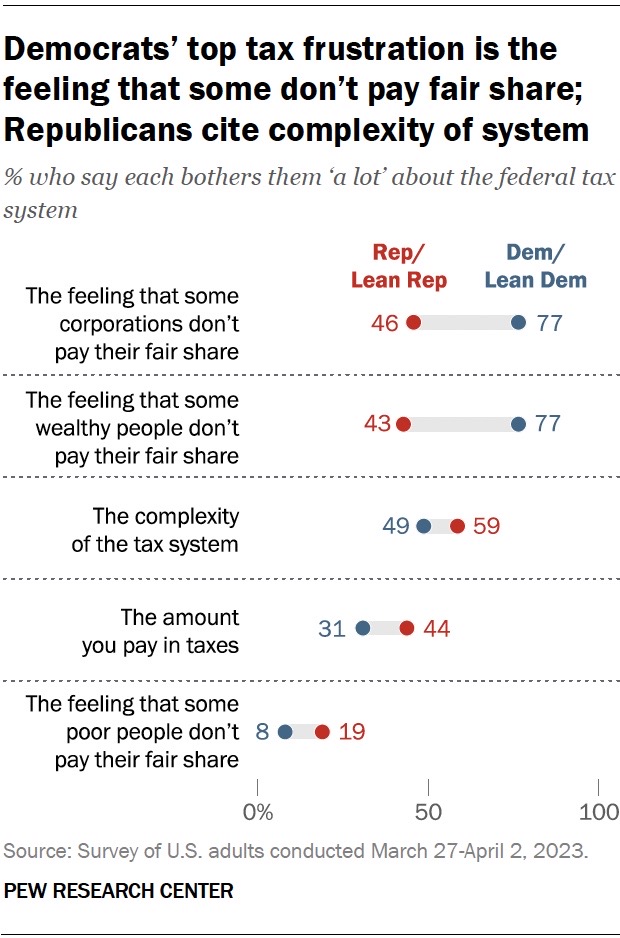 Democrats’ top tax frustration is the
feeling that some don’t pay fair share;
Republicans cite complexity of system
% who say each bothers them ‘a lot’ about the federal tax
system
Rep/
Lean Rep
Dem/
Lean Dem
The feeling that some
corporations don’t
pay their fair share
46
77
The feeling that some
wealthy people don’t
pay their fair share
43
77
The complexity
of the tax system
49
59
The amount
you pay in taxes
31
44
The feeling that some
poor people don’t
pay their fair share
8
19
0%
50
100
Source: Survey of U.S. adults conducted March 27-April 2, 2023.
PEW RESEARCH CENTER